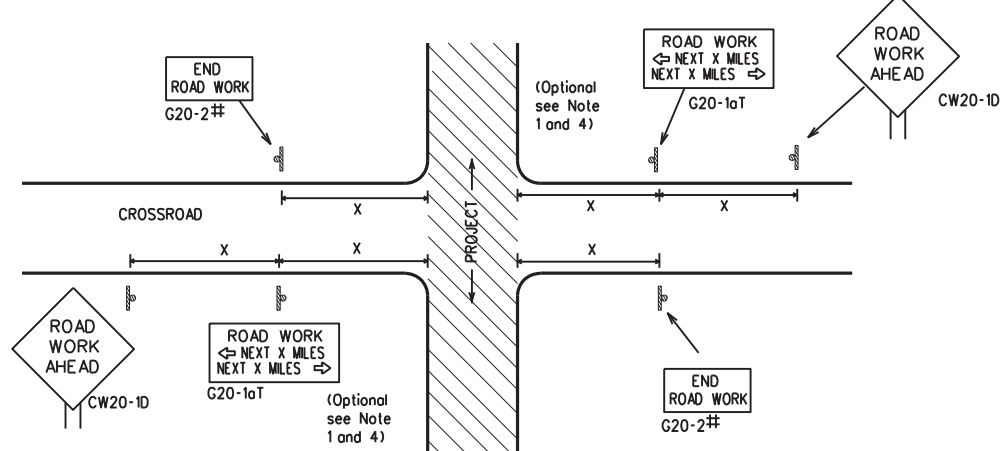 END
ROAD WORK
G20-2#
(Optional
see Note
1 and 4)
ROAD WORK
⇦ NEXT X MILES
NEXT X MILES ⇨
G20-1aT
ROAD
WORK
AHEAD
CW20-1D
X
X
X
CROSSROAD
PROJECT
X
X
X
ROAD
WORK
AHEAD
CW20-1D
ROAD WORK
⇦ NEXT X MILES
NEXT X MILES ⇨
G20-1aT
(Optional
see Note
1 and 4)
END
ROAD WORK
G20-2#